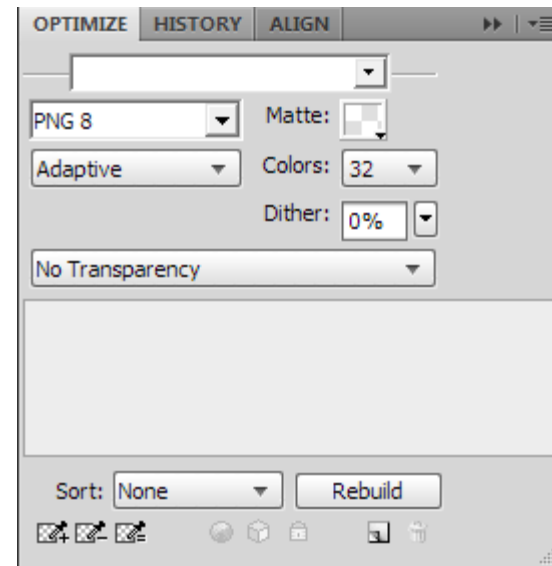 OPTIMIZE HISTORY ALIGN
PNG 8 Matte:
Adaptive Colors: 32
Dither: 0%
No Transparency
Sort: None Rebuild